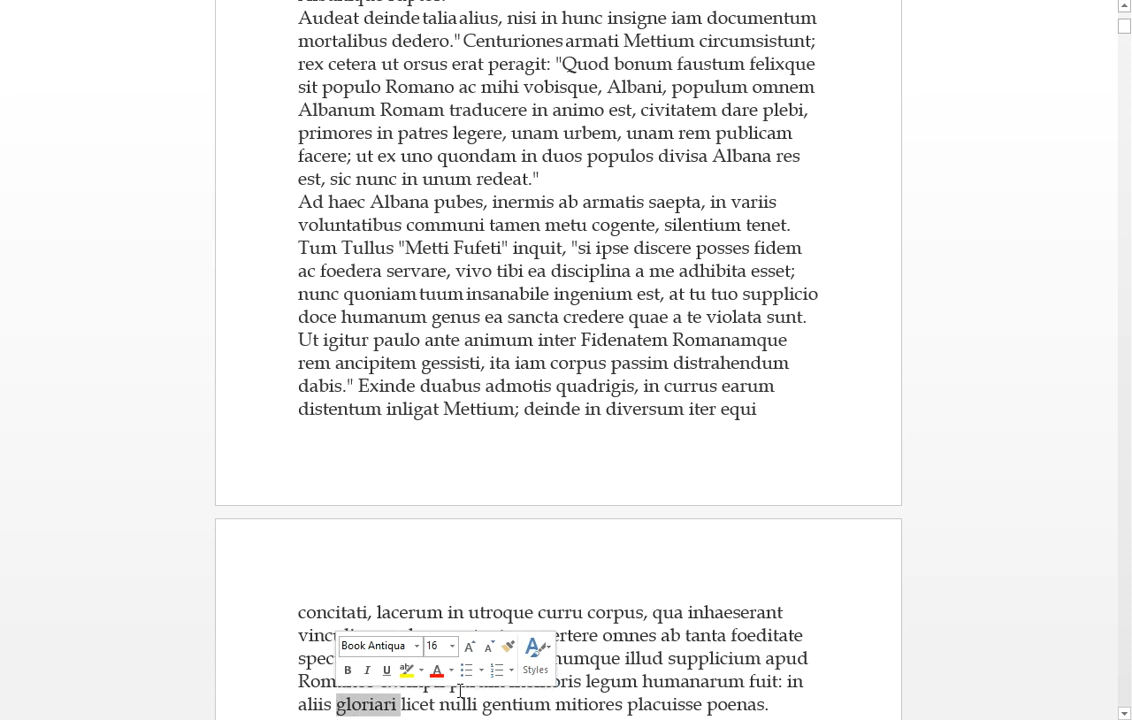 Audeat deinde talia alius, nisi in hunc insigne iam documentum
mortalibus dedero." Centuriones armati Mettium circumsistunt;
rex cetera ut orsus erat peragit: "Quod bonum faustum felixque
sit populo Romano ac mihi vobisque, Albani, populum omnem
Albanum Romam traducere in animo est, civitatem dare plebi,
primores in patres legere, unam urbem, unam rem publicam
facere; ut ex uno quondam in duos populos divisa Albana res
est, sic nunc in unum redeat."
Ad haec Albana pubes, inermis ab armatis saepta, in variis
voluntatibus communi tamen metu cogente, silentium tenet.
Tum Tullus "Metti Fufeti" inquit, "si ipse discere posses fidem
ac foedera servare, vivo tibi ea disciplina a me adhibita esset;
nunc quoniam tuum insanabile ingenium est, at tu tuo supplicio
doce humanum genus ea sancta credere quae a te violata sunt.
Ut igitur paulo ante animum inter Fidenatem Romanamque
rem ancipitem gessisti, ita iam corpus passim distrahendum
dabis." Exinde duabus admotis quadrigis, in currus earum
distentum inligat Mettium; deinde in diversum iter equi
concitati, lacerum in utroque curru corpus, qua inhaeserant
omnes ab tanta foeditate
Book Antiqua 16
illud supplicium apud
B I U ab A Styles
legum humanarum fuit: in
aliis gloriari licet nulli gentium mitiores placuisse poenas.